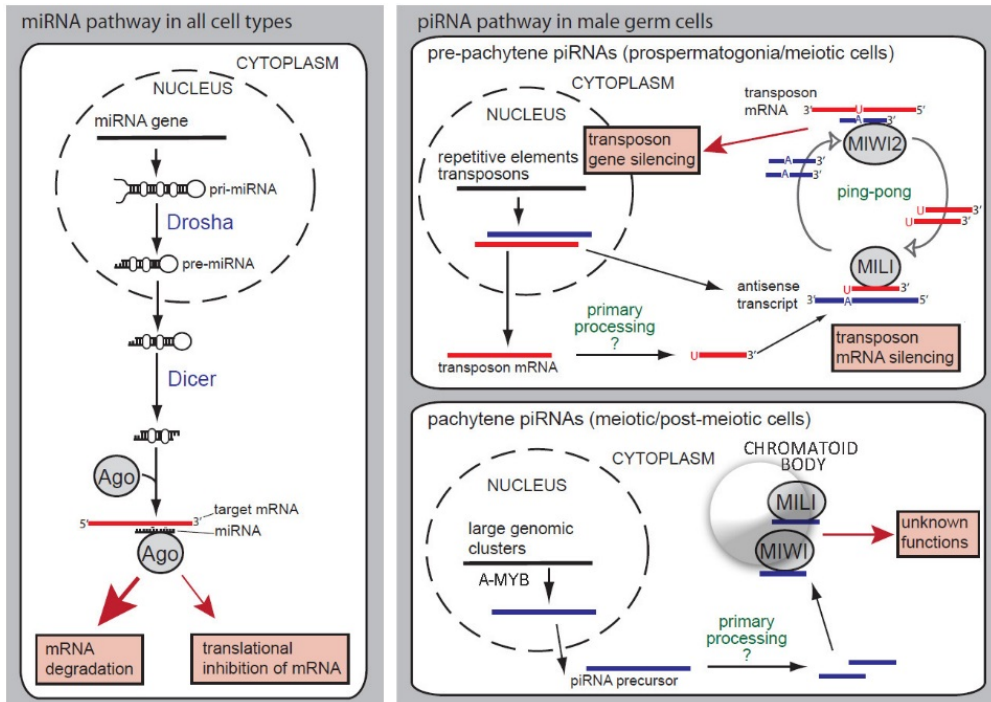 miRNA pathway in all cell types
CYTOPLASM
NUCLEUS
miRNA gene
pri-miRNA
Drosha
pre-miRNA
Dicer
Ago
target mRNA
5' 3'
miRNA
Ago
mRNA
degradation
translational
inhibition of mRNA
piRNA pathway in male germ cells
pre-pachytene piRNAs (prospermatogonia/meiotic cells)
CYTOPLASM
NUCLEUS
repetitive elements
transposons
transposon
gene silencing
transposon
mRNA
3' U 5'
A 3'
MIWI2
A
A
ping-pong
U 3'
U 3'
MILI
U 3'
antisense
transcript
3' A 5'
primary
processing
?
transposon mRNA
U 3'
transposon
mRNA silencing
pachytene piRNAs (meiotic/post-meiotic cells)
CYTOPLASM
NUCLEUS
large genomic
clusters
A-MYB
CHROMATOID
BODY
MILI
MIWI
unknown
functions
primary
processing
?
piRNA precursor